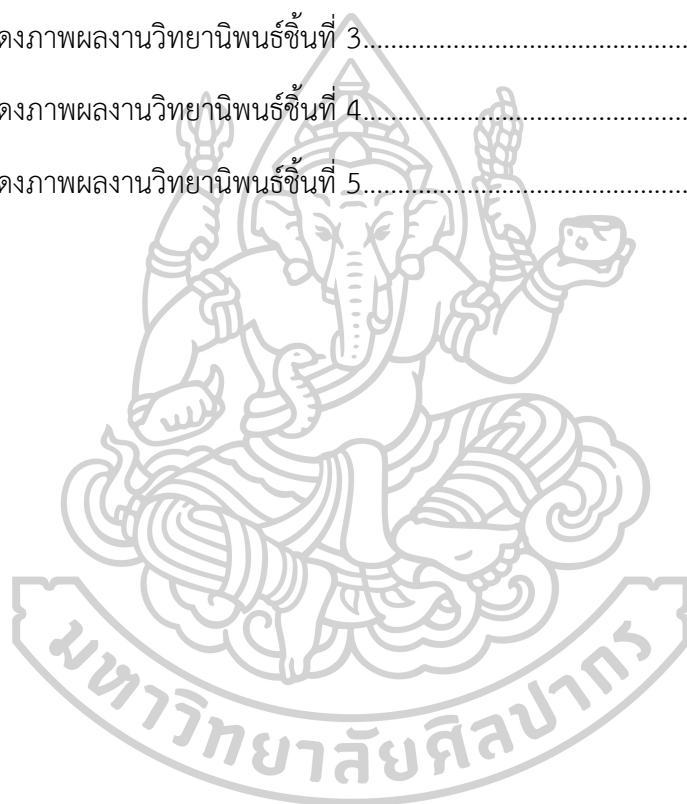 ดงภาพผลงานวิทยานิพนธ์ชิ้นที่ 3................................................
ดงภาพผลงานวิทยานิพนธ์ชิ้นที่ 4................................................
ดงภาพผลงานวิทยานิพนธ์ชิ้นที่ 5................................................
มหาวิทยาลัยศิลปากร